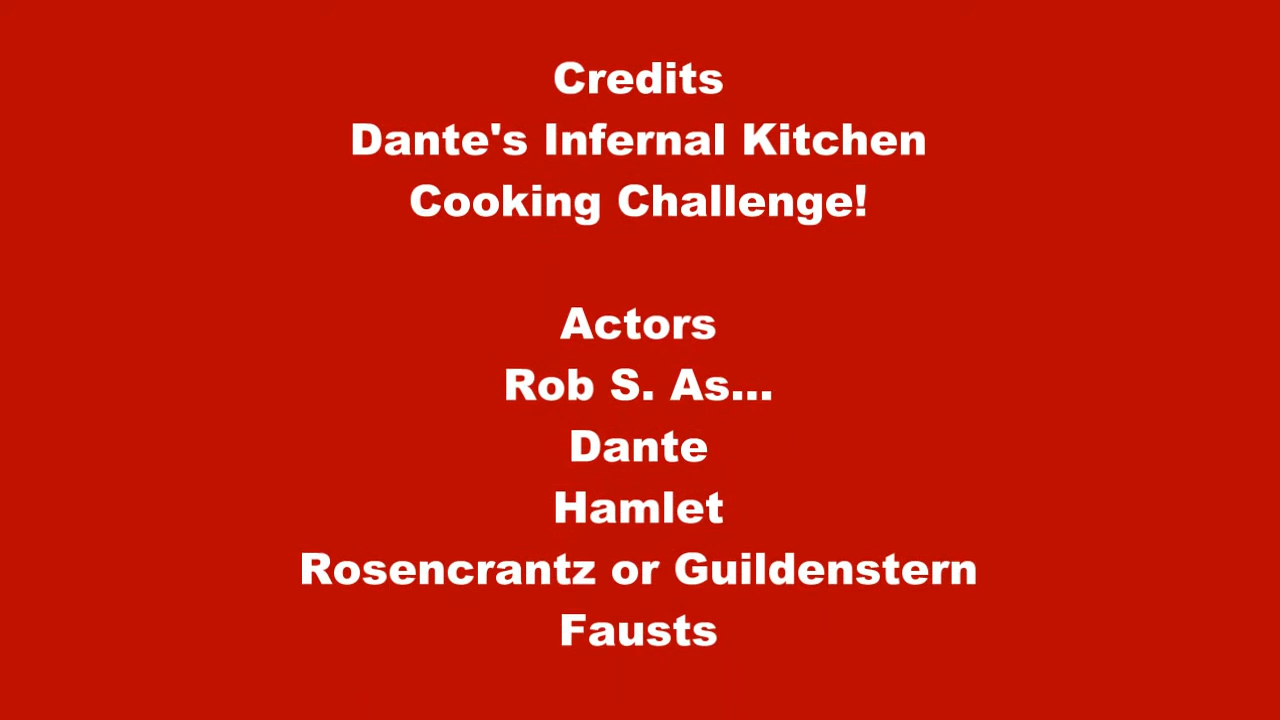 Credits
Dante's Infernal Kitchen
Cooking Challenge!
Actors
Rob S. As...
Dante
Hamlet
Rosencrantz or Guildenstern
Fausts